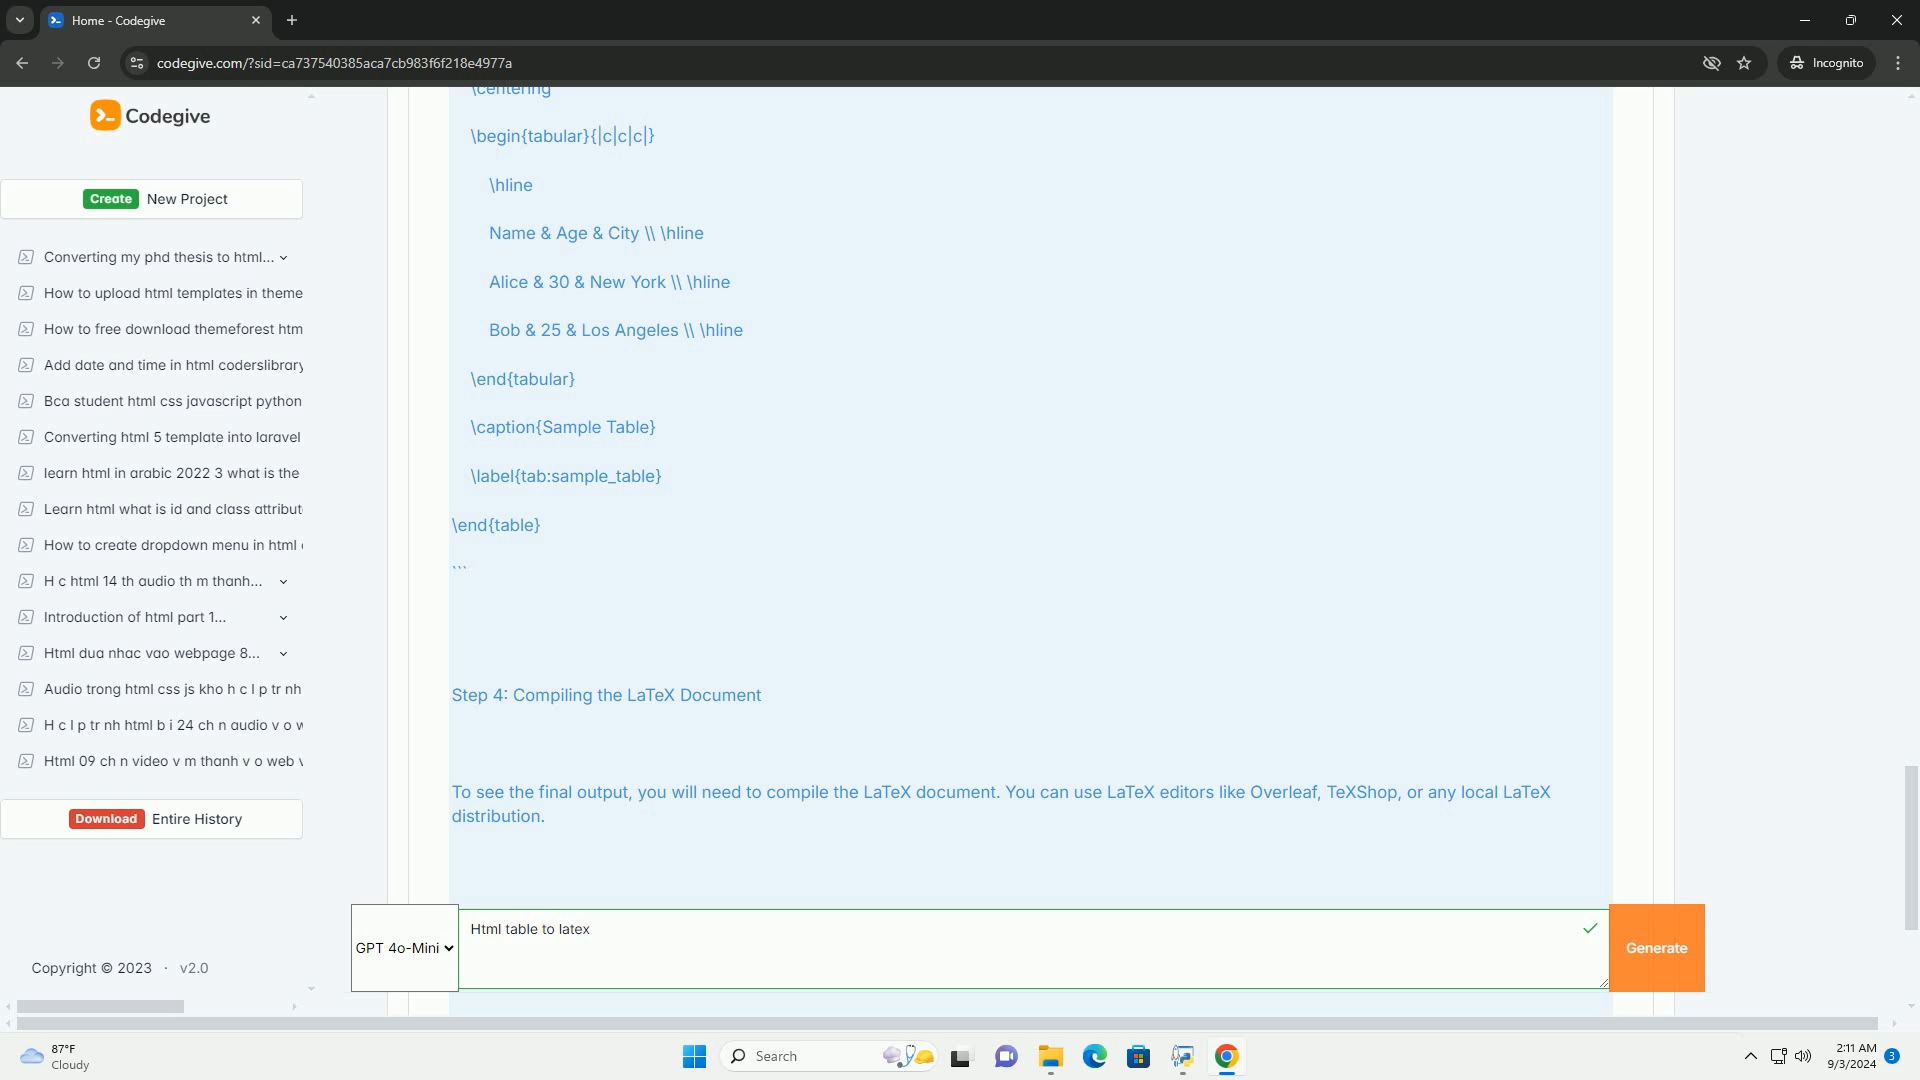 Home - Codegive
codegive.com/?sid=ca737540385aca7cb983f6f218e4977a
Incognito
Codegive
Create New Project
Converting my phd thesis to html...
How to upload html templates in theme
How to free download themeforest htm
Add date and time in html coderslibrary
Bca student html css javascript python
Converting html 5 template into laravel
learn html in arabic 2022 3 what is the
Learn html what is id and class attribut
How to create dropdown menu in html
H c html 14 th audio th m thanh...
Introduction of html part 1...
Html dua nhac vao webpage 8...
Audio trong html css js kho h c l p tr nh
H c l p tr nh html b i 24 ch n audio v o w
Html 09 ch n video v m thanh v o web v
Download Entire History
Copyright © 2023 · v2.0
\centering
\begin{tabular}{|c|c|c|}
\hline
Name & Age & City \\ \hline
Alice & 30 & New York \\ \hline
Bob & 25 & Los Angeles \\ \hline
\end{tabular}
\caption{Sample Table}
\label{tab:sample_table}
\end{table}
```
Step 4: Compiling the LaTeX Document
To see the final output, you will need to compile the LaTeX document. You can use LaTeX editors like Overleaf, TeXShop, or any local LaTeX
distribution.
GPT 4o-Mini
Html table to latex
Generate
87°F
Cloudy
Search
2:11 AM
9/3/2024
3